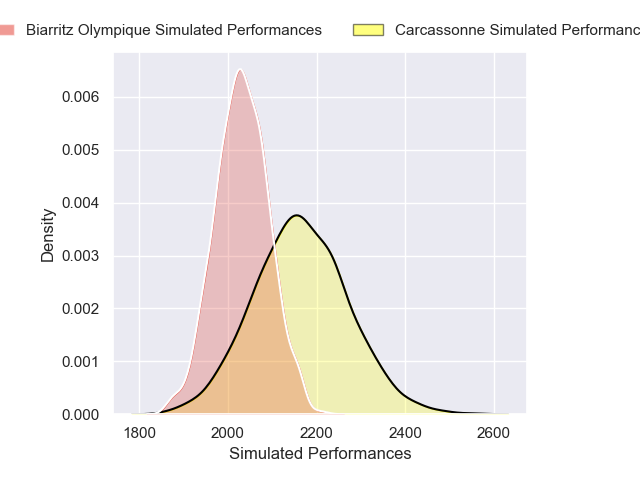 Biarritz Olympique Simulated Performances
Carcassonne Simulated Performanc
0.006
0.005
0.004
0.003
0.002
0.001
0.000
Density
1800 2000 2200 2400 2600
Simulated Performances